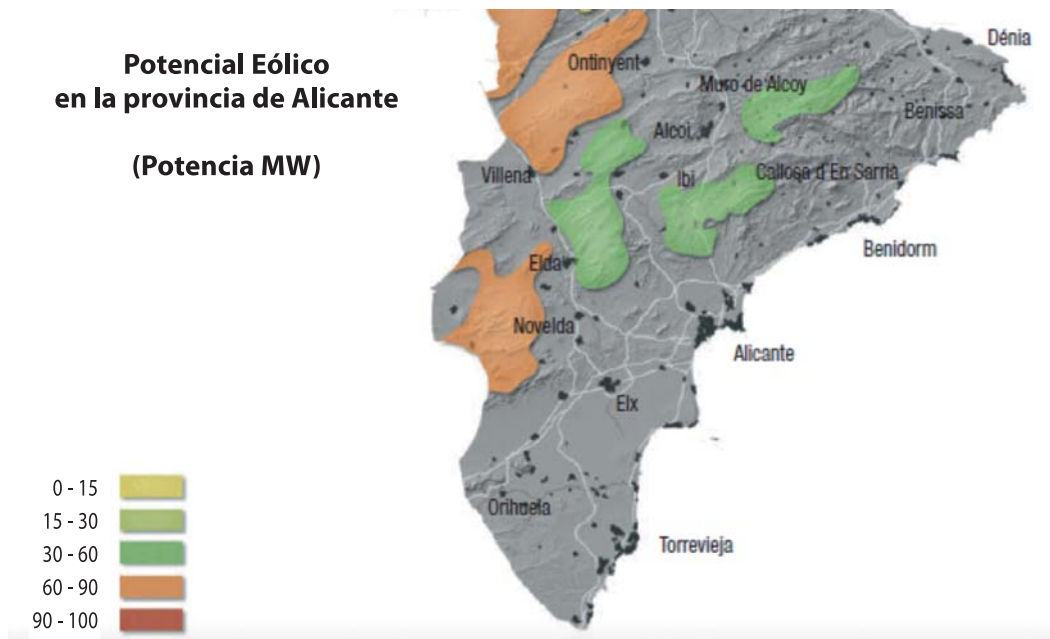 Potencial Eólico
en la provincia de Alicante
(Potencia MW)
Dénia
Ontinyent
Muro de Alcoy
Benissa
Alcoi
Villena
Ibi
Callosa d'En Sarrià
Benidorm
Elda
Novelda
Alicante
Elx
Orihuela
Torrevieja
0 - 15
15 - 30
30 - 60
60 - 90
90 - 100